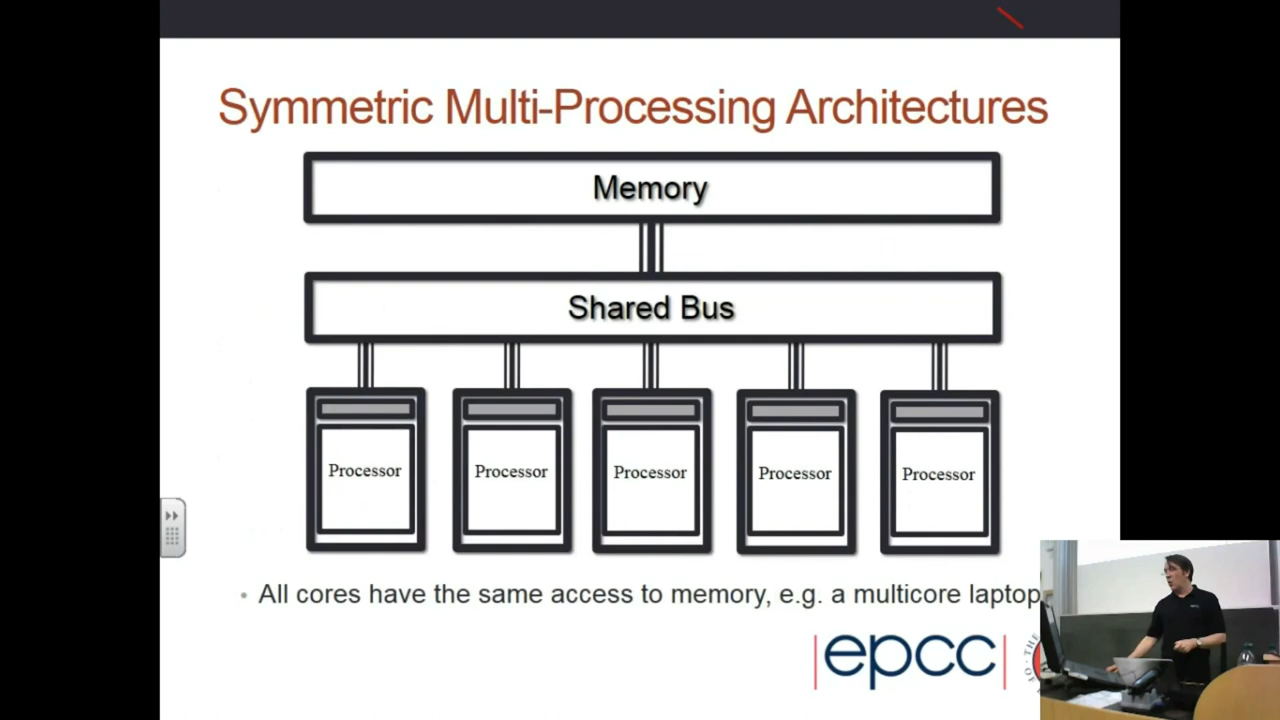 Symmetric Multi-Processing Architectures
Memory
Shared Bus
Processor Processor Processor Processor Processor
• All cores have the same access to memory, e.g. a multicore laptop
|epcc|
THE